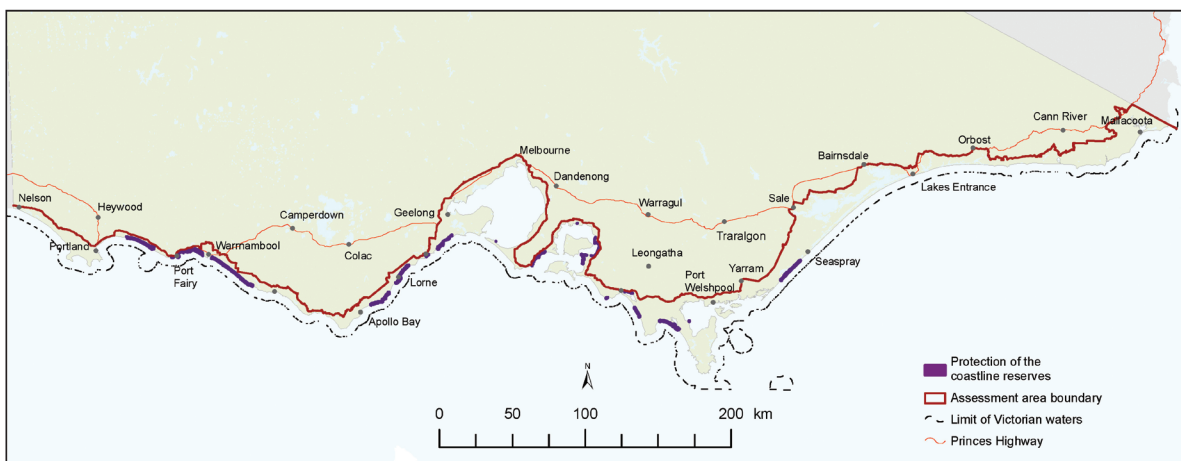 Cann River
Mallacoota
Orbost
Melbourne
Bairnsdale
Dandenong
Lakes Entrance
Nelson
Heywood
Camperdown
Geelong
Warragul
Sale
Portland
Warrnambool
Colac
Leongatha
Traralgon
Seaspray
Port
Fairy
Lorne
Port
Welshpool
Yarram
Apollo Bay
N
0 50 100 200 km
Protection of the
coastline reserves
Assessment area boundary
Limit of Victorian waters
Princes Highway